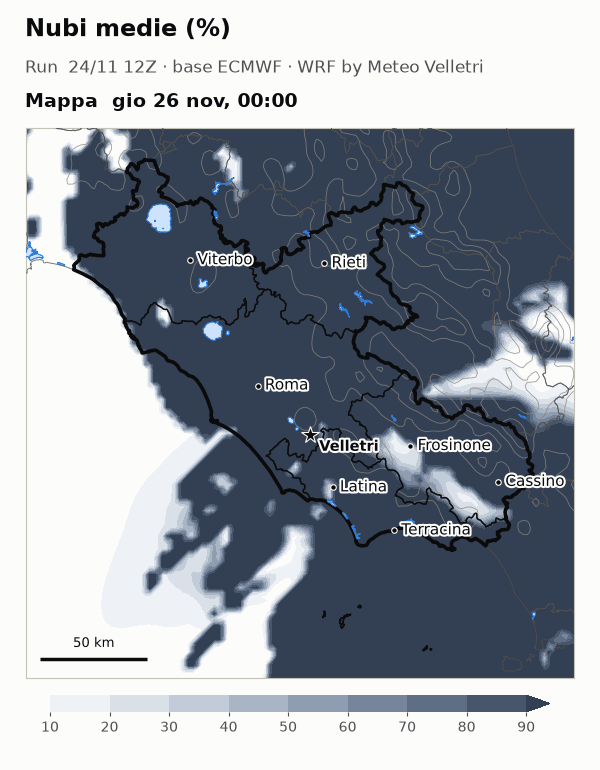 Nubi medie (%)
Run  24/11 12Z · base ECMWF · WRF by Meteo Velletri
Mappa  gio 26 nov, 00:00
Viterbo
Rieti
Roma
Velletri
Frosinone
Cassino
Latina
Terracina
50 km
10 20 30 40 50 60 70 80 90